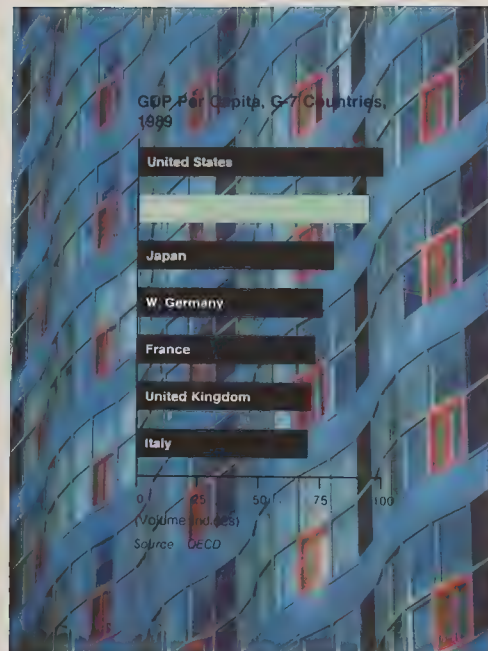 GDP Per Capita, G-7 Countries,
1989
United States
Japan
W. Germany
France
United Kingdom
Italy
0 25 50 75 100
(Volume Indices)
Source OECD